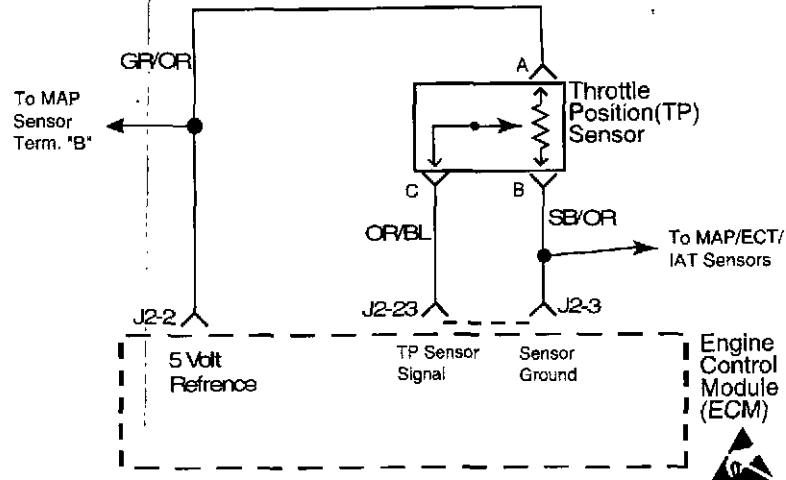 GR/OR
A
To MAP
Sensor
Term. "B"
Throttle
Position(TP)
Sensor
C
B
OR/BL
SB/OR
To MAP/ECT/
IAT Sensors
J2-2
J2-23
J2-3
5 Volt
Refrence
TP Sensor
Signal
Sensor
Ground
Engine
Control
Module
(ECM)